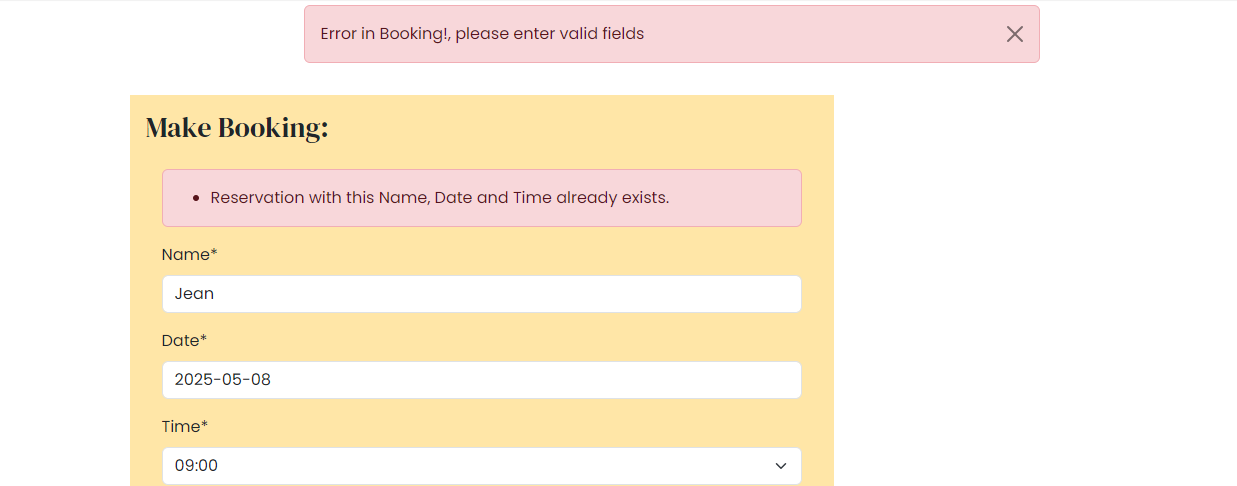 Error in Booking!, please enter valid fields
Make Booking:
Reservation with this Name, Date and Time already exists.
Name*
Jean
Date*
2025-05-08
Time*
09:00